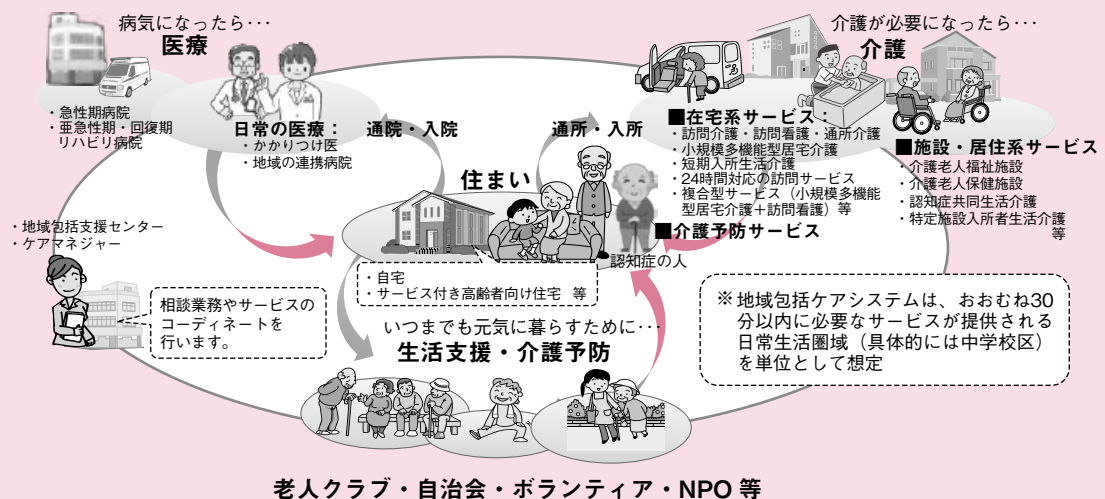 病気になったら･･･
医療
・急性期病院
・亜急性期・回復期
リハビリ病院
日常の医療：
・かかりつけ医
・地域の連携病院
通院・入院
通所・入所
介護が必要になったら･･･
介護
■在宅系サービス：
・訪問介護・訪問看護・通所介護
・小規模多機能型居宅介護
・短期入所生活介護
・24時間対応の訪問サービス
・複合型サービス（小規模多機能
型居宅介護＋訪問看護）等
■介護予防サービス
■施設・居住系サービス
・介護老人福祉施設
・介護老人保健施設
・認知症共同生活介護
・特定施設入所者生活介護
等
住まい
認知症の人
・自宅
・サービス付き高齢者向け住宅　等
・地域包括支援センター
・ケアマネジャー
相談業務やサービスの
コーディネートを
行います。
いつまでも元気に暮らすために･･･
生活支援・介護予防
※地域包括ケアシステムは、おおむね30
分以内に必要なサービスが提供される
日常生活圏域（具体的には中学校区）
を単位として想定
老人クラブ・自治会・ボランティア・NPO 等